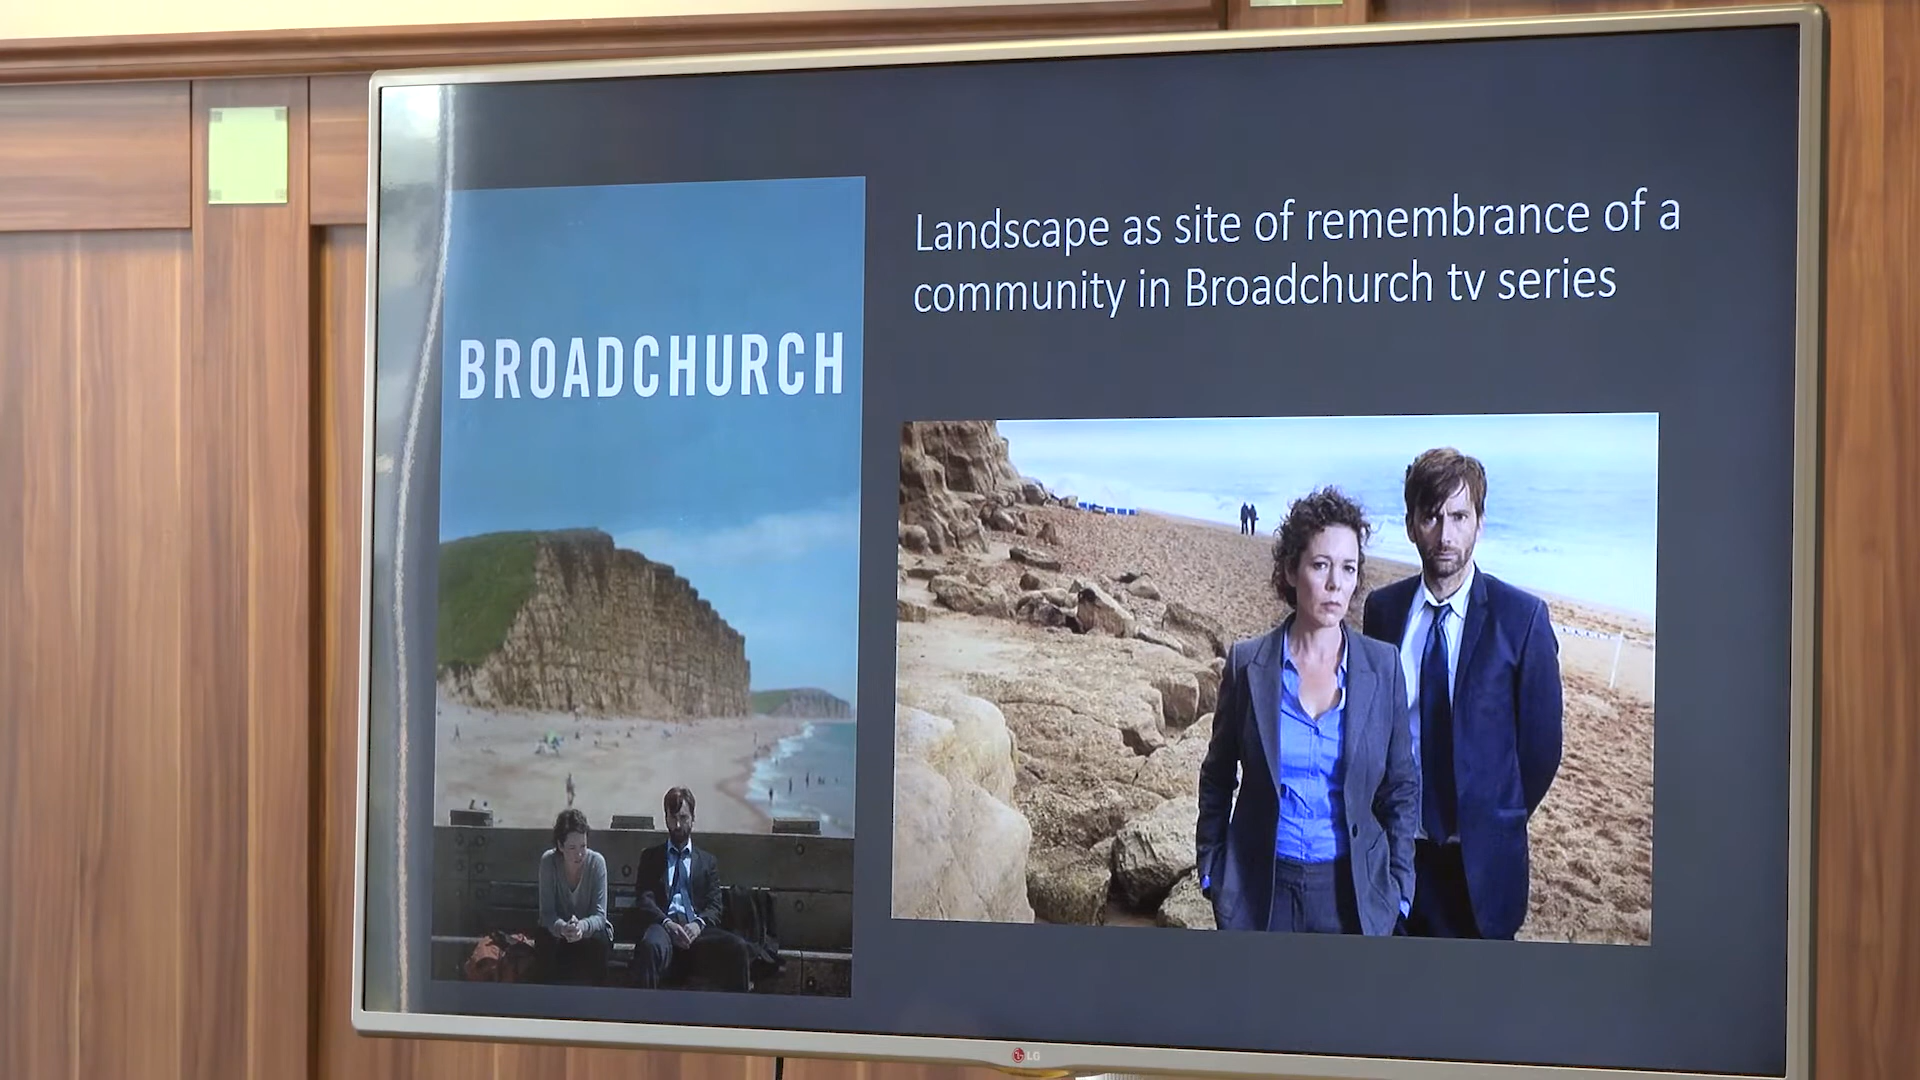 Landscape as site of remembrance of a
community in Broadchurch tv series
BROADCHURCH
LG